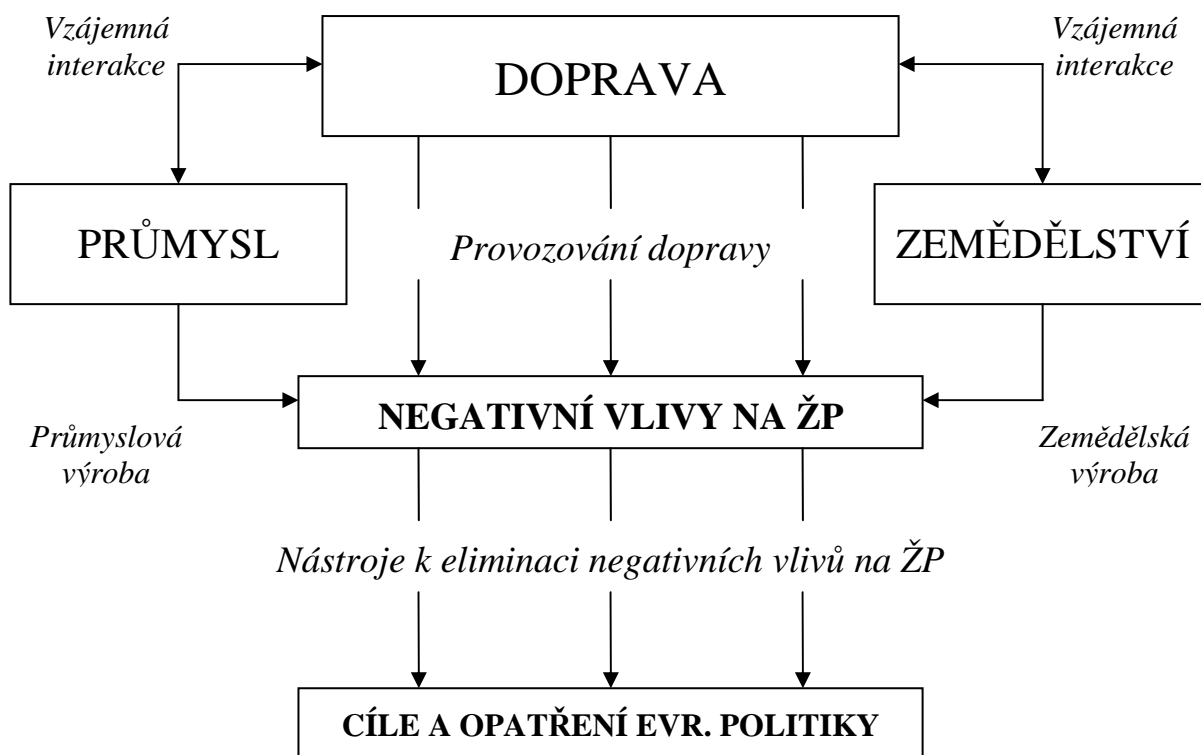 Vzájemná
interakce
DOPRAVA
Vzájemná
interakce
PRŮMYSL
Provozování dopravy
ZEMĚDĚLSTVÍ
NEGATIVNÍ VLIVY NA ŽP
Průmyslová
výroba
Zemědělská
výroba
Nástroje k eliminaci negativních vlivů na ŽP
CÍLE A OPATŘENÍ EVR. POLITIKY